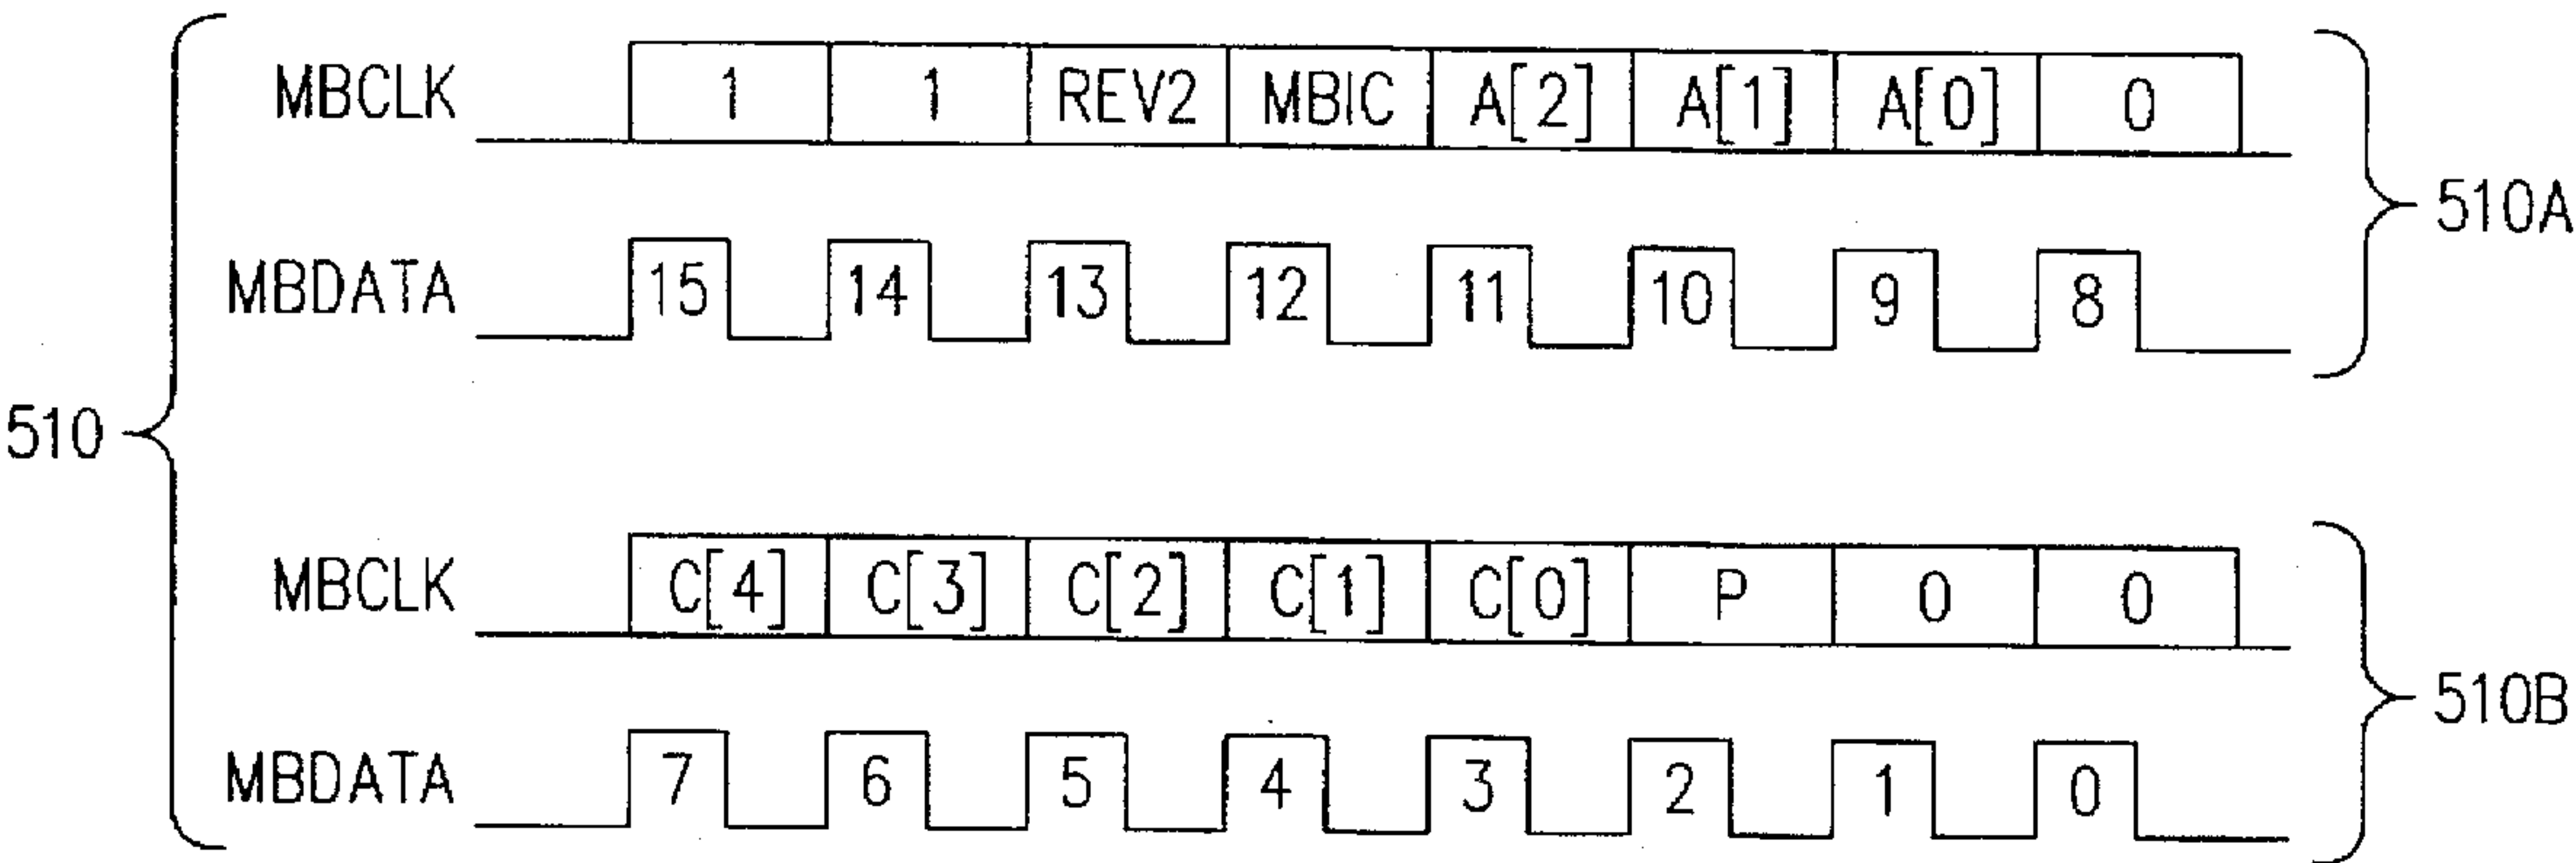 MBCLK 1 1 REV2 MBIC A[2] A[1] A[0] 0
510A
MBDATA 15 14 13 12 11 10 9 8
510
MBCLK C[4] C[3] C[2] C[1] C[0] P 0 0
510B
MBDATA 7 6 5 4 3 2 1 0